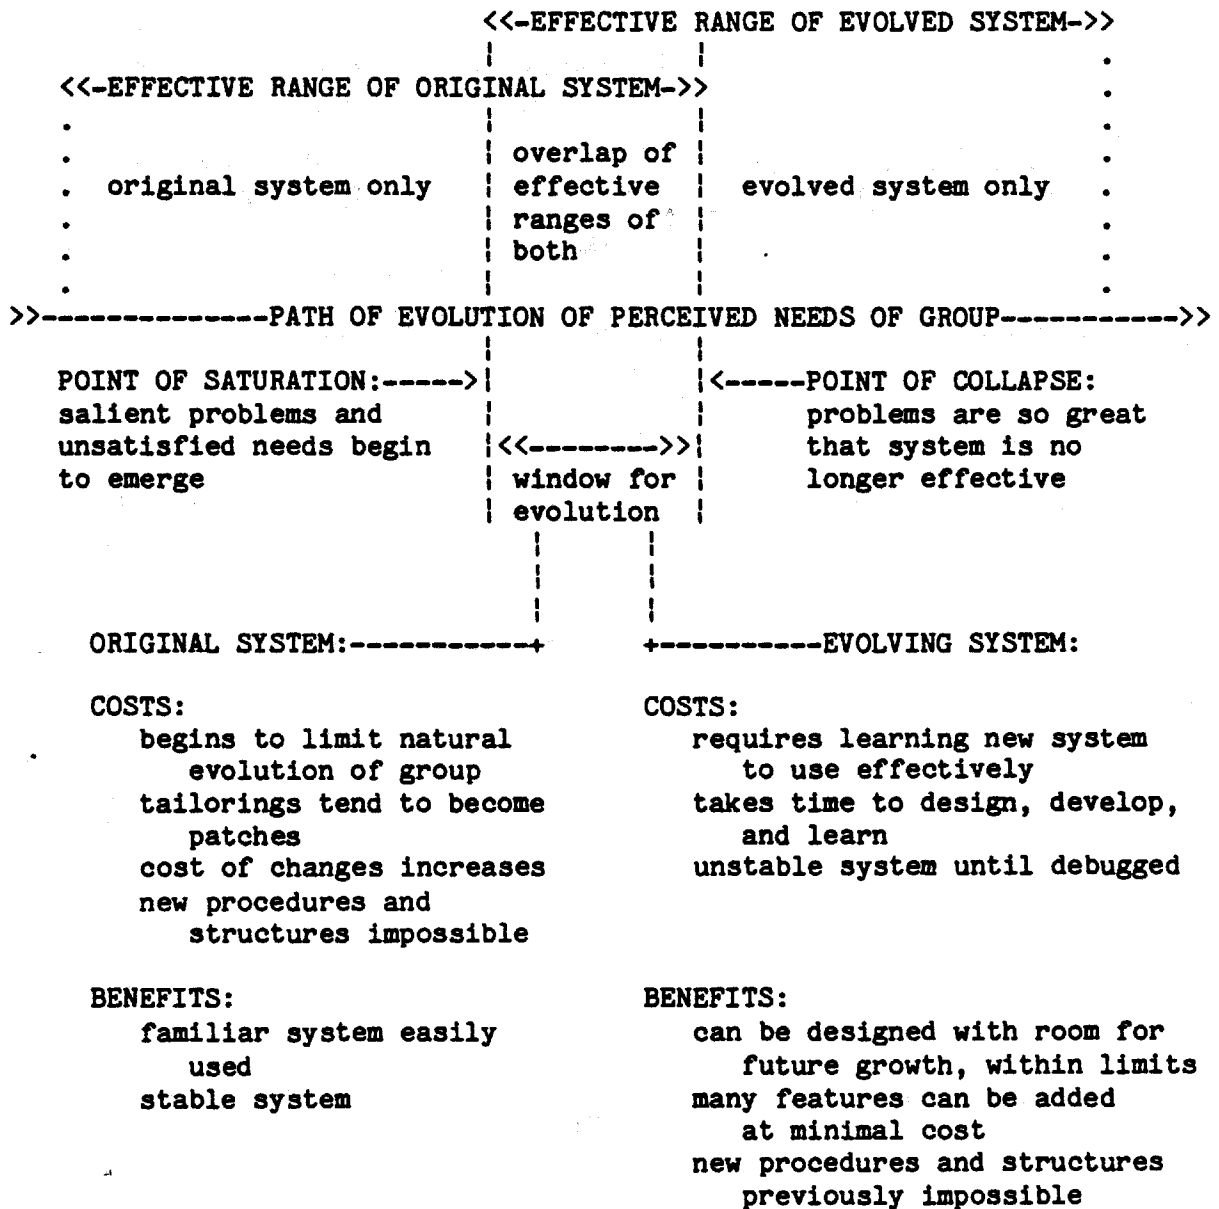 <<-EFFECTIVE RANGE OF EVOLVED SYSTEM->>
<<-EFFECTIVE RANGE OF ORIGINAL SYSTEM->>
original system only
overlap of
effective
ranges of
both
evolved system only
>>--------------PATH OF EVOLUTION OF PERCEIVED NEEDS OF GROUP----------->>
POINT OF SATURATION:----->
salient problems and
unsatisfied needs begin
to emerge
<<-------->>
window for
evolution
<-----POINT OF COLLAPSE:
problems are so great
that system is no
longer effective
ORIGINAL SYSTEM:-----------+
COSTS:
begins to limit natural
evolution of group
tailorings tend to become
patches
cost of changes increases
new procedures and
structures impossible
BENEFITS:
familiar system easily
used
stable system
+----------EVOLVING SYSTEM:
COSTS:
requires learning new system
to use effectively
takes time to design, develop,
and learn
unstable system until debugged
BENEFITS:
can be designed with room for
future growth, within limits
many features can be added
at minimal cost
new procedures and structures
previously impossible